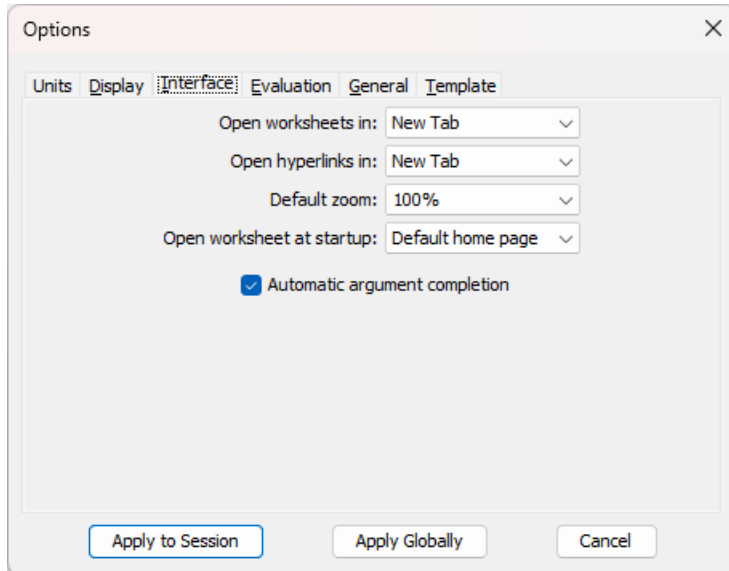 Options
Units Display Interface Evaluation General Template
Open worksheets in: New Tab
Open hyperlinks in: New Tab
Default zoom: 100%
Open worksheet at startup: Default home page
Automatic argument completion
Apply to Session Apply Globally Cancel